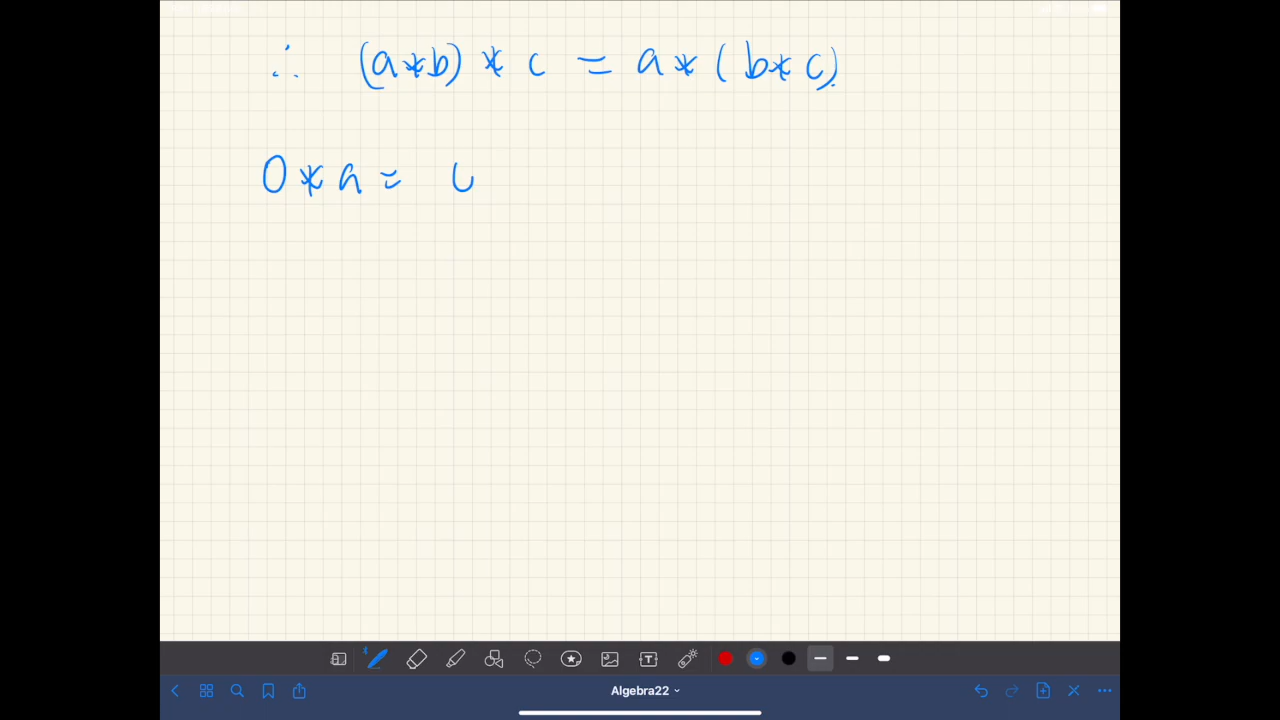 ∴ (a*b) * c = a*(b*c).
0*a =
Algebra22